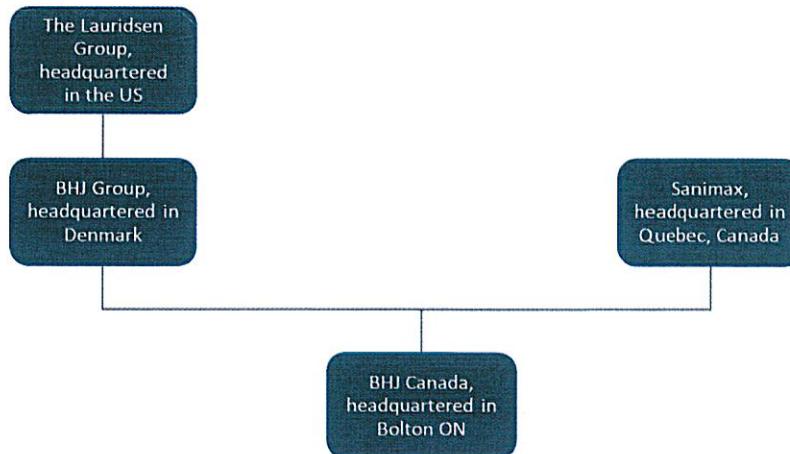 The Lauridsen
Group,
headquartered
in the US
BHJ Group,
headquartered in
Denmark
Sanimax,
headquartered in
Quebec, Canada
BHJ Canada,
headquartered in
Bolton ON